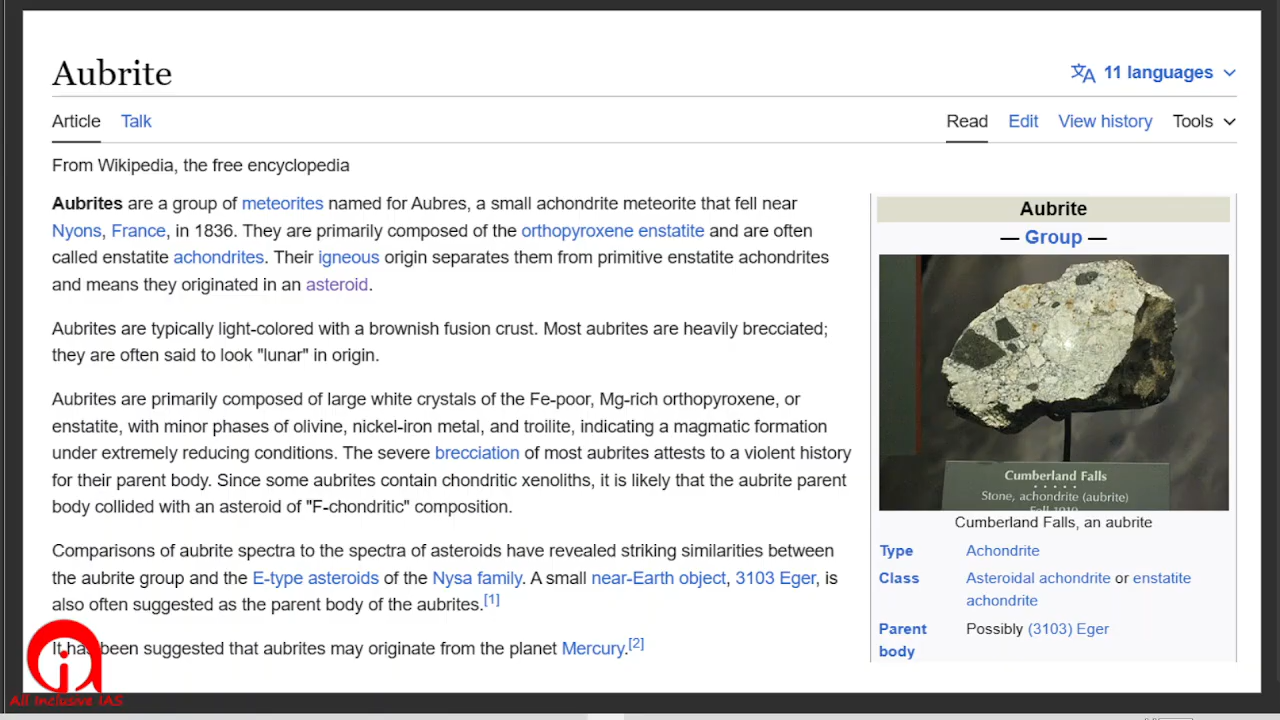 Aubrite
11 languages
Article Talk
Read Edit View history Tools
From Wikipedia, the free encyclopedia
Aubrites are a group of meteorites named for Aubres, a small achondrite meteorite that fell near
Nyons, France, in 1836. They are primarily composed of the orthopyroxene enstatite and are often
called enstatite achondrites. Their igneous origin separates them from primitive enstatite achondrites
and means they originated in an asteroid.
Aubrites are typically light-colored with a brownish fusion crust. Most aubrites are heavily brecciated;
they are often said to look "lunar" in origin.
Aubrites are primarily composed of large white crystals of the Fe-poor, Mg-rich orthopyroxene, or
enstatite, with minor phases of olivine, nickel-iron metal, and troilite, indicating a magmatic formation
under extremely reducing conditions. The severe brecciation of most aubrites attests to a violent history
for their parent body. Since some aubrites contain chondritic xenoliths, it is likely that the aubrite parent
body collided with an asteroid of "F-chondritic" composition.
Comparisons of aubrite spectra to the spectra of asteroids have revealed striking similarities between
the aubrite group and the E-type asteroids of the Nysa family. A small near-Earth object, 3103 Eger, is
also often suggested as the parent body of the aubrites.[1]
It has been suggested that aubrites may originate from the planet Mercury.[2]
Aubrite
— Group —
Cumberland Falls
Stone, achondrite (aubrite)
Fall 1919
Cumberland Falls, an aubrite
Type Achondrite
Class Asteroidal achondrite or enstatite
achondrite
Parent Possibly (3103) Eger
body
All Inclusive IAS